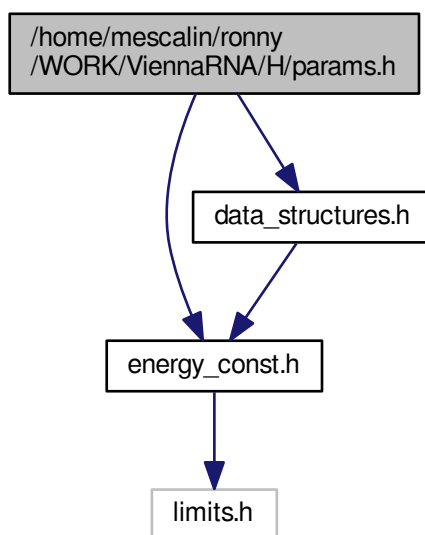 /home/mescalin/ronny
/WORK/ViennaRNA/H/params.h
data_structures.h
energy_const.h
limits.h